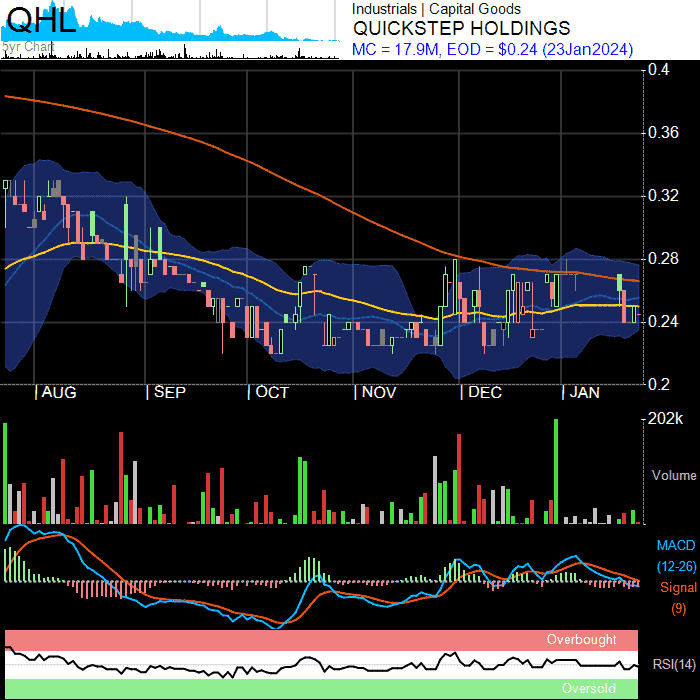 QHL
5yr Chart
Industrials | Capital Goods
QUICKSTEP HOLDINGS
MC = 17.9M, EOD = $0.24 (23Jan2024)
0.4
0.36
0.32
0.28
0.24
0.2
| AUG | SEP | OCT | NOV | DEC | JAN
202k
Volume
MACD
(12-26)
Signal
(9)
Overbought
RSI(14)
Oversold